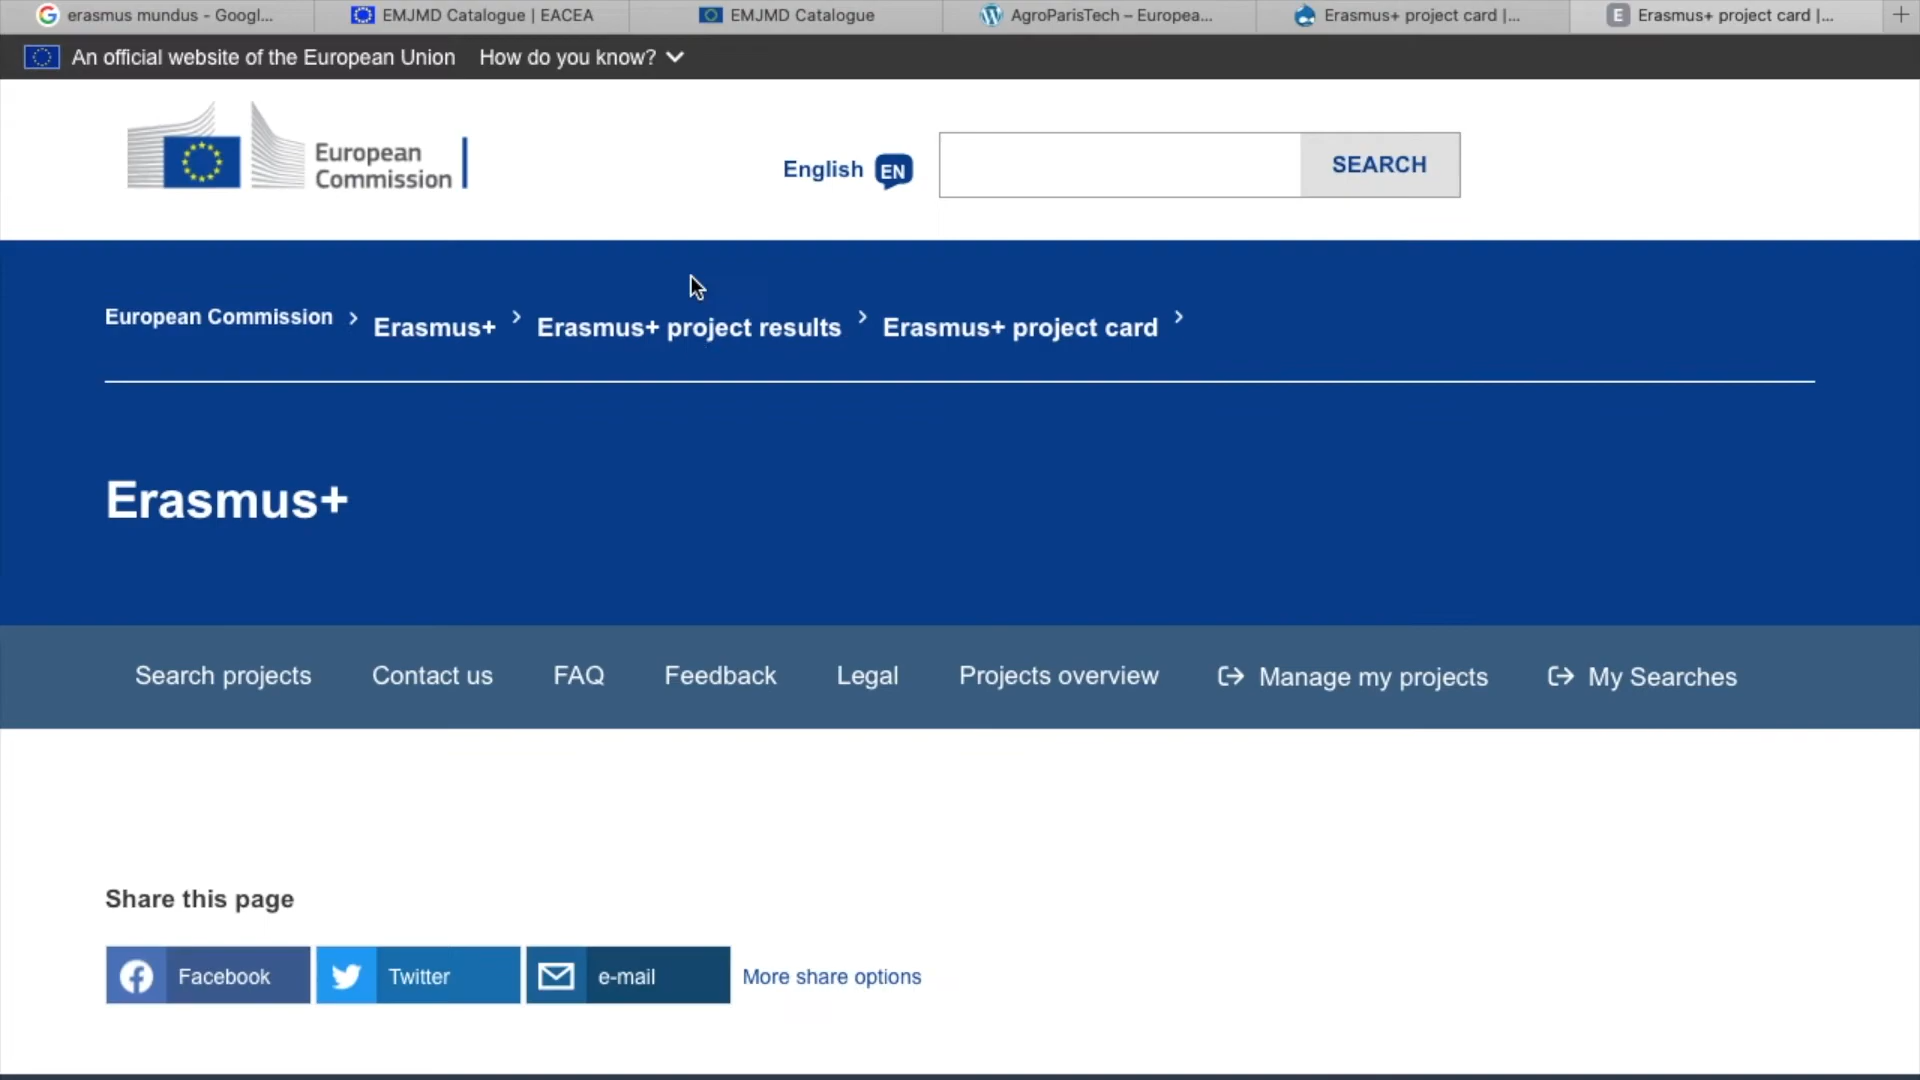 erasmus mundus - Googl...
EMJMD Catalogue | EACEA
EMJMD Catalogue
AgroParisTech – Europea...
Erasmus+ project card |...
E Erasmus+ project card |...
An official website of the European Union How do you know?
European
Commission
English EN
SEARCH
European Commission > Erasmus+ > Erasmus+ project results > Erasmus+ project card >
Erasmus+
Search projects Contact us FAQ Feedback Legal Projects overview Manage my projects My Searches
Share this page
Facebook Twitter e-mail More share options